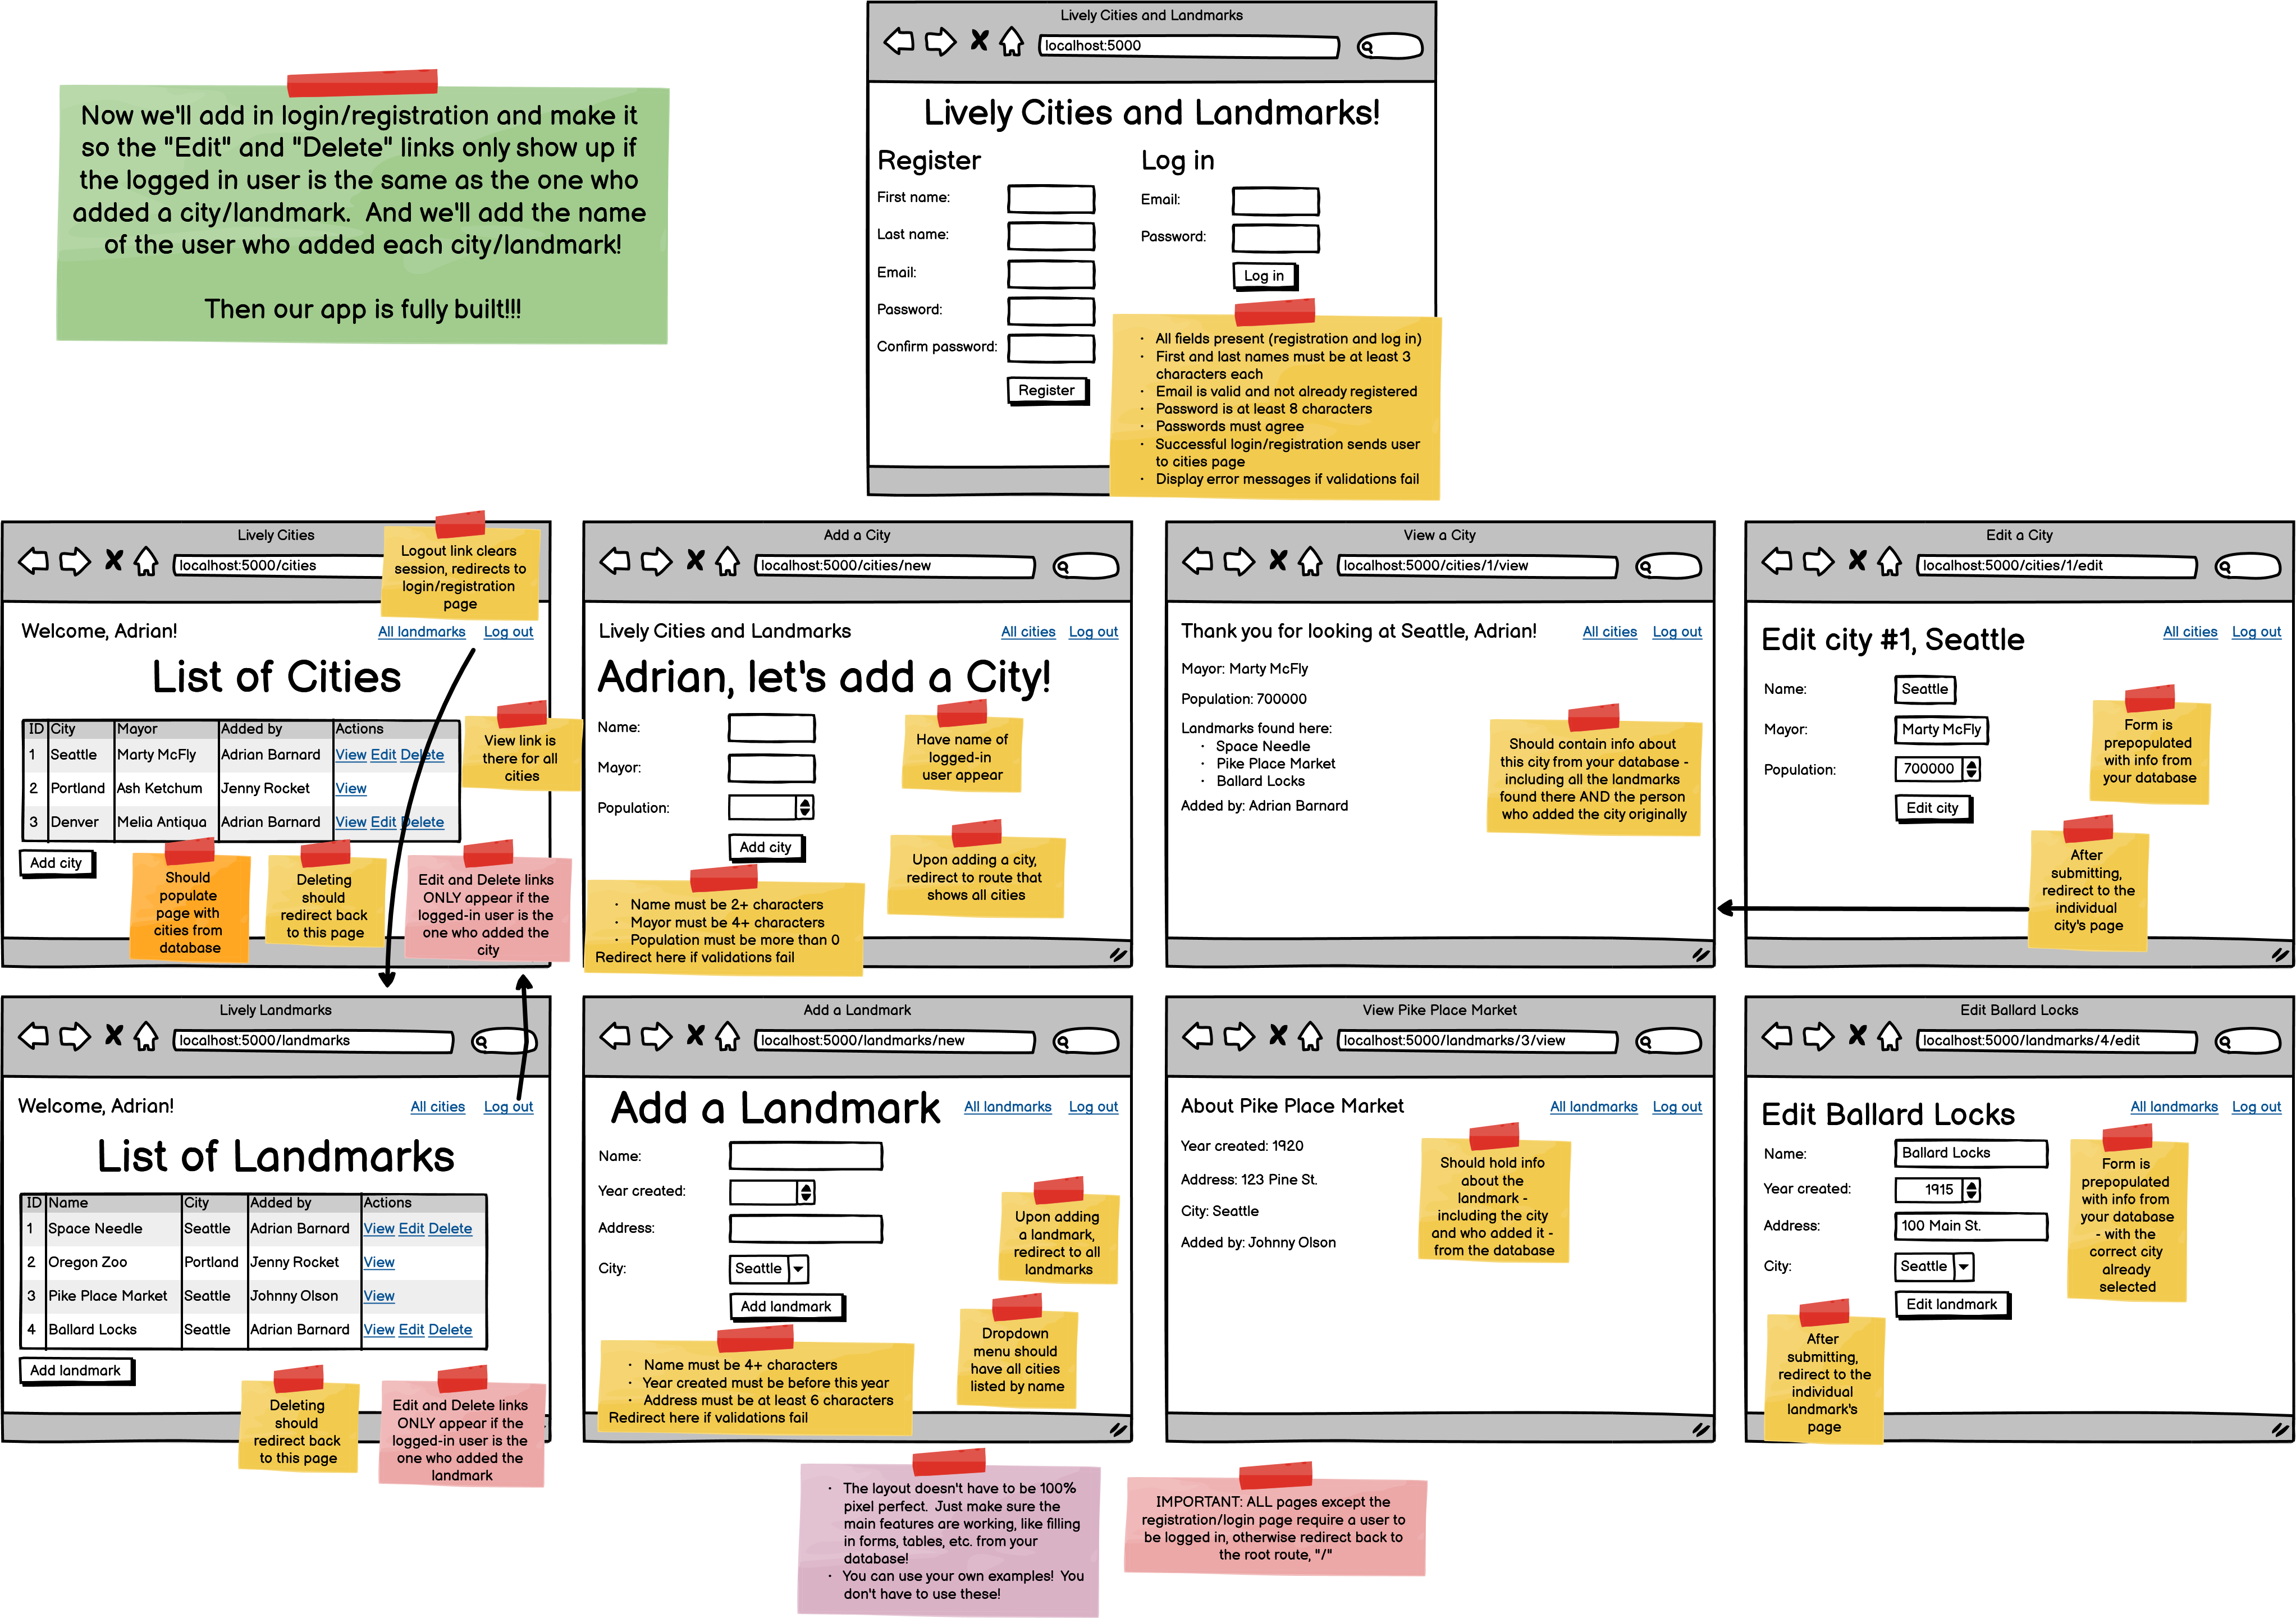 Now we'll add in login/registration and make it
so the "Edit" and "Delete" links only show up if
the logged in user is the same as the one who
added a city/landmark.  And we'll add the name
of the user who added each city/landmark!
Then our app is fully built!!!
Lively Cities and Landmarks
localhost:5000
Lively Cities and Landmarks!
Register
First name:
Last name:
Email:
Password:
Confirm password:
Register
Log in
Email:
Password:
Log in
• All fields present (registration and log in)
• First and last names must be at least 3
characters each
• Email is valid and not already registered
• Password is at least 8 characters
• Passwords must agree
• Successful login/registration sends user
to cities page
• Display error messages if validations fail
Lively Cities
localhost:5000/cities
Logout link clears
session, redirects to
login/registration
page
Welcome, Adrian!
All landmarks Log out
List of Cities
ID City Mayor Added by Actions
1 Seattle Marty McFly Adrian Barnard View Edit Delete
2 Portland Ash Ketchum Jenny Rocket View
3 Denver Melia Antiqua Adrian Barnard View Edit Delete
View link is
there for all
cities
Add city
Should
populate
page with
cities from
database
Deleting
should
redirect back
to this page
Edit and Delete links
ONLY appear if the
logged-in user is the
one who added the
city
Add a City
localhost:5000/cities/new
Lively Cities and Landmarks
All cities Log out
Adrian, let's add a City!
Name:
Mayor:
Population:
Add city
Have name of
logged-in
user appear
Upon adding a city,
redirect to route that
shows all cities
• Name must be 2+ characters
• Mayor must be 4+ characters
• Population must be more than 0
Redirect here if validations fail
View a City
localhost:5000/cities/1/view
Thank you for looking at Seattle, Adrian!
All cities Log out
Mayor: Marty McFly
Population: 700000
Landmarks found here:
• Space Needle
• Pike Place Market
• Ballard Locks
Added by: Adrian Barnard
Should contain info about
this city from your database -
including all the landmarks
found there AND the person
who added the city originally
Edit a City
localhost:5000/cities/1/edit
Edit city #1, Seattle
All cities Log out
Name: Seattle
Mayor: Marty McFly
Population: 700000
Edit city
Form is
prepopulated
with info from
your database
After
submitting,
redirect to the
individual
city's page
Lively Landmarks
localhost:5000/landmarks
Welcome, Adrian!
All cities Log out
List of Landmarks
ID Name City Added by Actions
1 Space Needle Seattle Adrian Barnard View Edit Delete
2 Oregon Zoo Portland Jenny Rocket View
3 Pike Place Market Seattle Johnny Olson View
4 Ballard Locks Seattle Adrian Barnard View Edit Delete
Add landmark
Deleting
should
redirect back
to this page
Edit and Delete links
ONLY appear if the
logged-in user is the
one who added the
landmark
Add a Landmark
localhost:5000/landmarks/new
Add a Landmark
All landmarks Log out
Name:
Year created:
Address:
City: Seattle
Add landmark
Upon adding
a landmark,
redirect to all
landmarks
Dropdown
menu should
have all cities
listed by name
• Name must be 4+ characters
• Year created must be before this year
• Address must be at least 6 characters
Redirect here if validations fail
View Pike Place Market
localhost:5000/landmarks/3/view
About Pike Place Market
All landmarks Log out
Year created: 1920
Address: 123 Pine St.
City: Seattle
Added by: Johnny Olson
Should hold info
about the
landmark -
including the city
and who added it -
from the database
Edit Ballard Locks
localhost:5000/landmarks/4/edit
Edit Ballard Locks
All landmarks Log out
Name: Ballard Locks
Year created: 1915
Address: 100 Main St.
City: Seattle
Edit landmark
Form is
prepopulated
with info from
your database
- with the
correct city
already
selected
After
submitting,
redirect to the
individual
landmark's
page
• The layout doesn't have to be 100%
pixel perfect.  Just make sure the
main features are working, like filling
in forms, tables, etc. from your
database!
• You can use your own examples!  You
don't have to use these!
IMPORTANT: ALL pages except the
registration/login page require a user to
be logged in, otherwise redirect back to
the root route, "/"